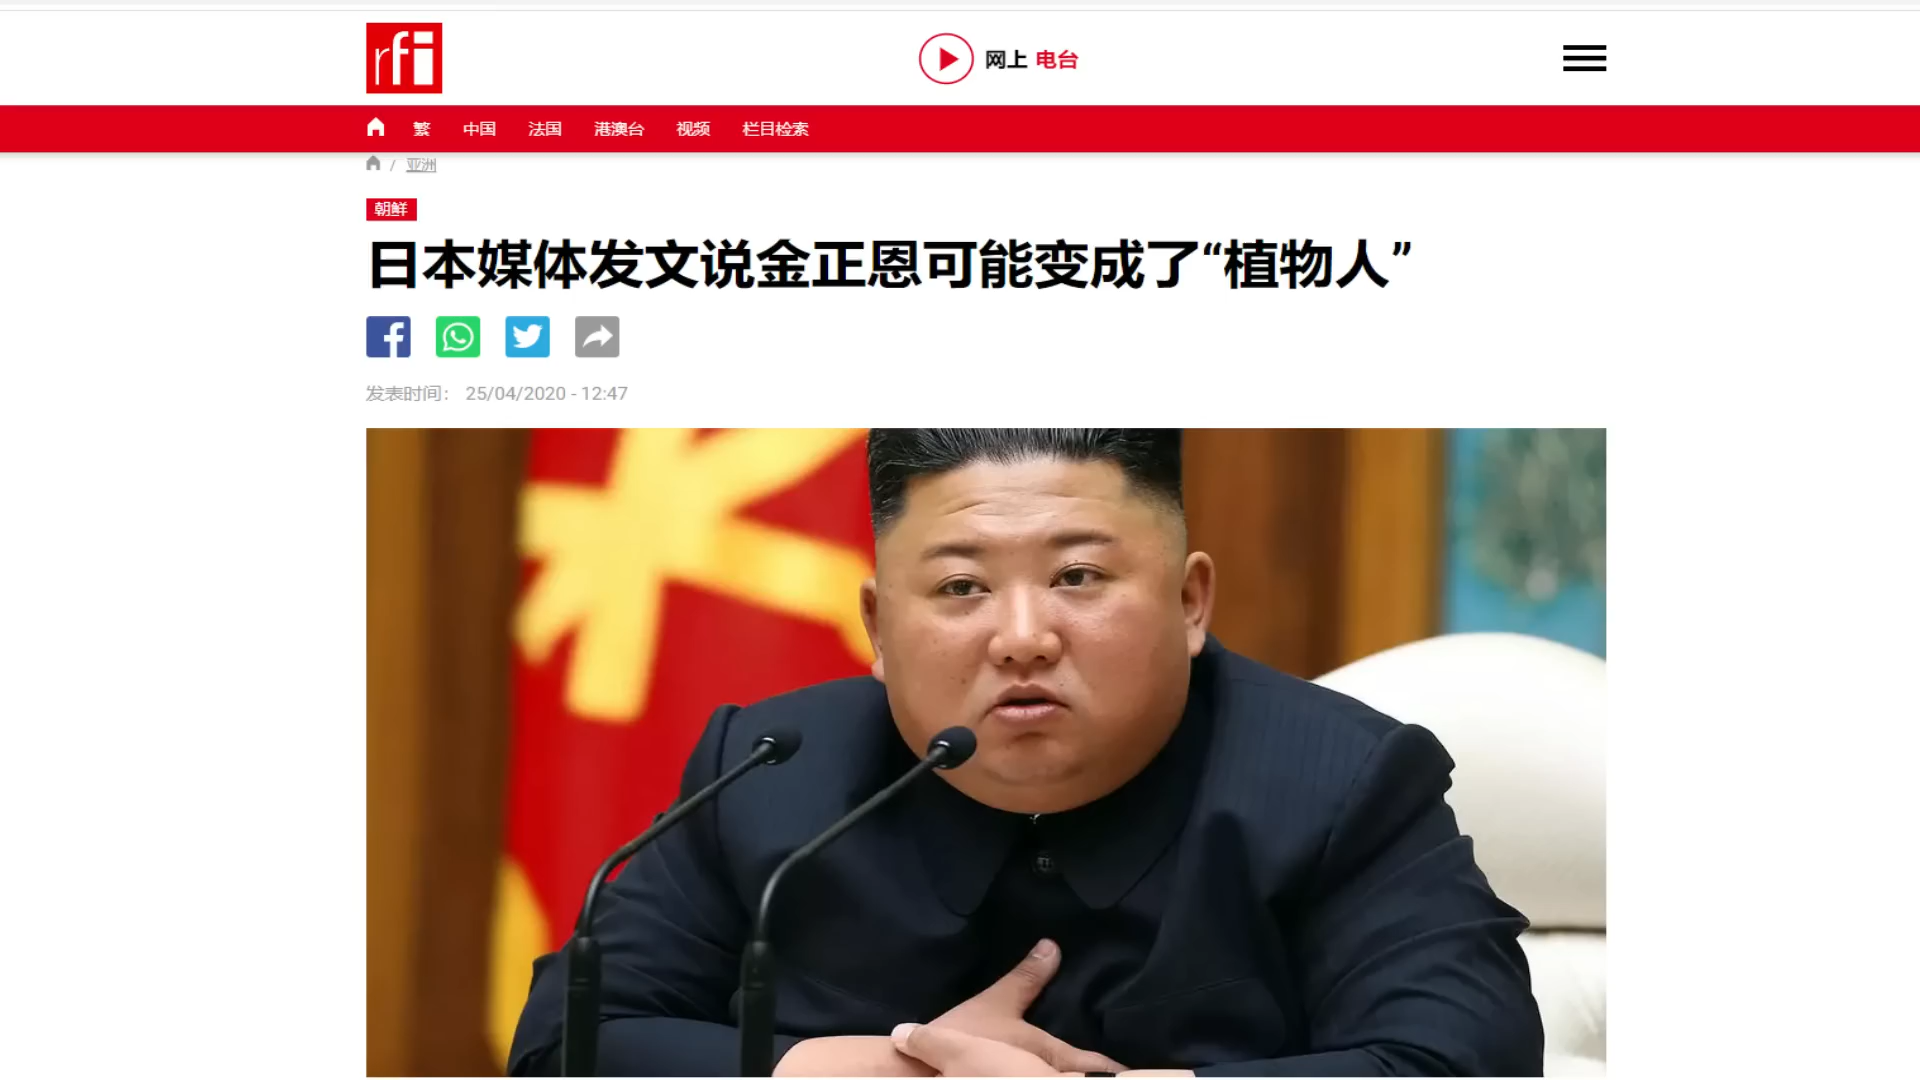 rfi
网上 电台
繁 中国 法国 港澳台 视频 栏目检索
/ 亚洲
朝鲜
日本媒体发文说金正恩可能变成了“植物人”
发表时间： 25/04/2020 - 12:47